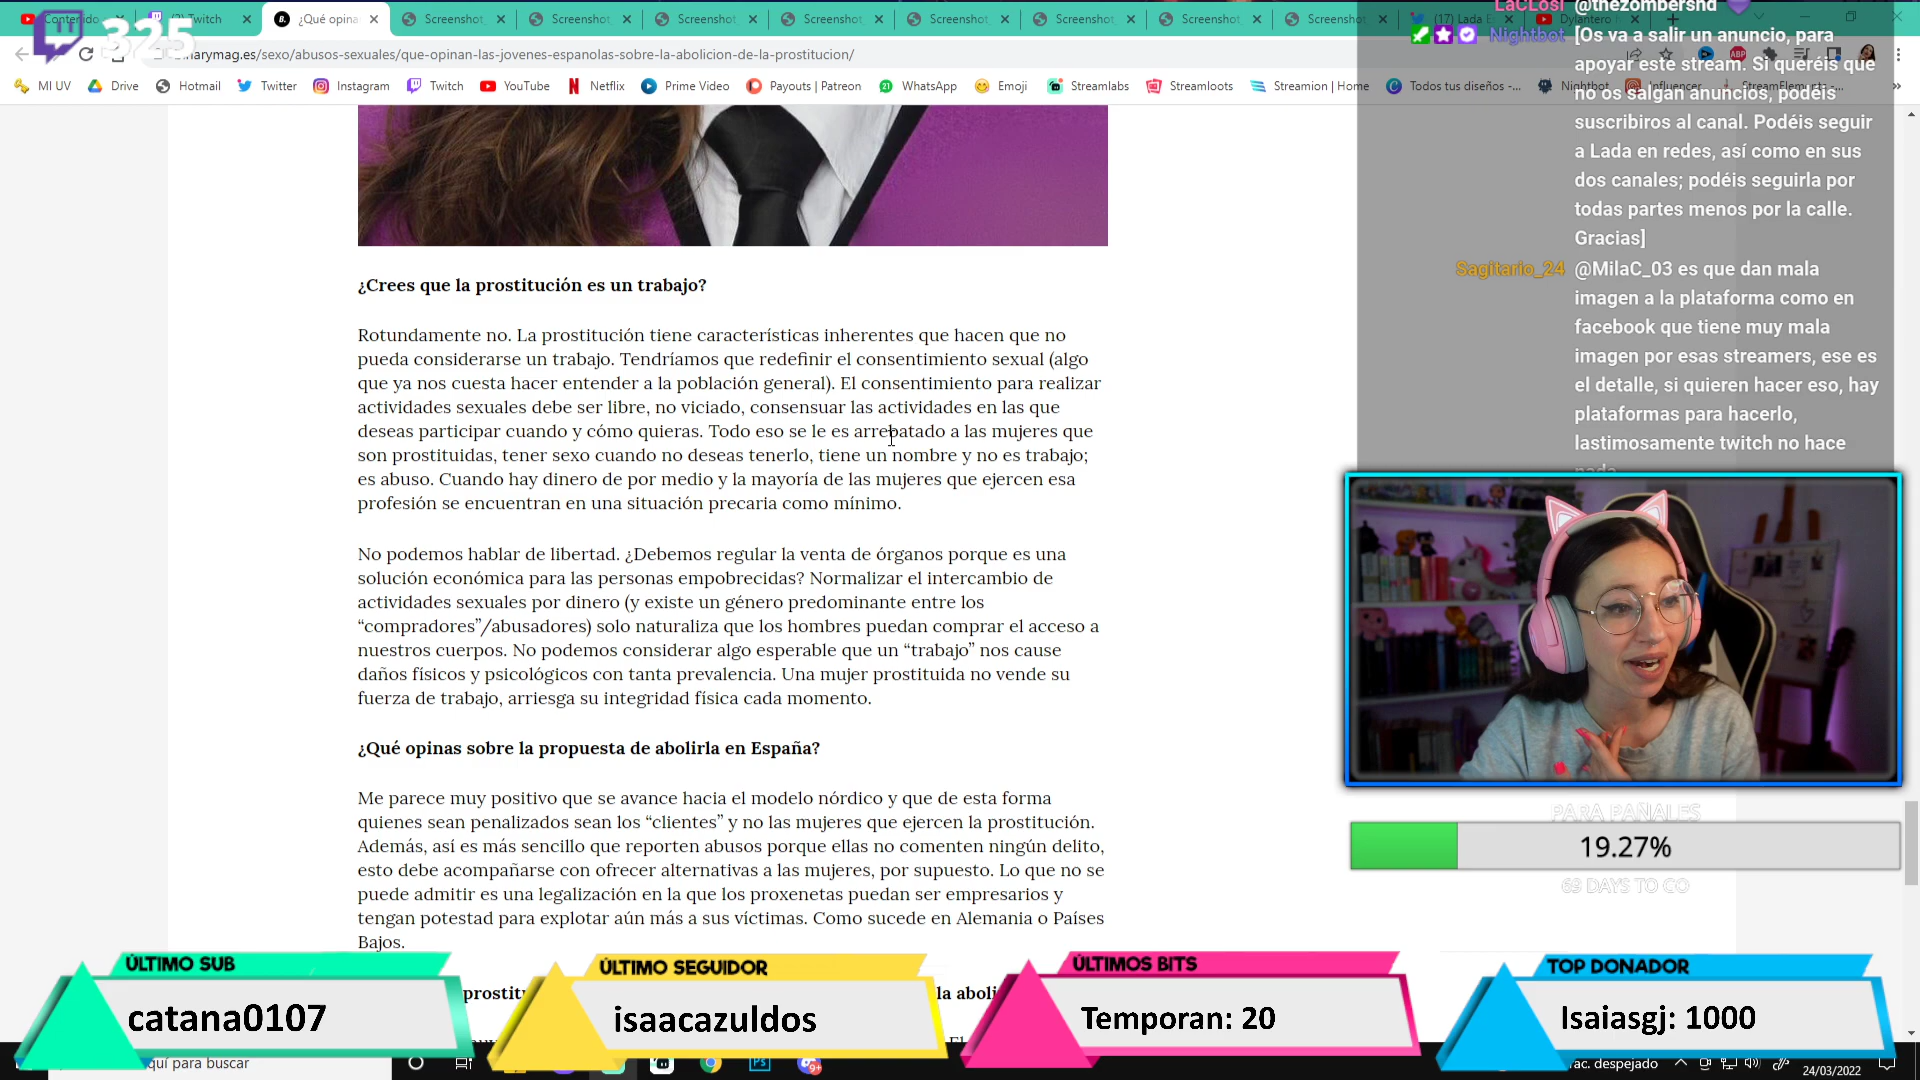 325
Twitch
¿Qué opina
Screenshot
Screenshot
Screenshot
Screenshot
Screenshot
Screenshot
Screenshot
Screenshot
(17) Lada
narymag.es/sexo/abusos-sexuales/que-opinan-las-jovenes-espanolas-sobre-la-abolicion-de-la-prostitucion/
MI UV
Drive
Hotmail
Twitter
Instagram
Twitch
YouTube
Netflix
Prime Video
Payouts | Patreon
WhatsApp
Emoji
Streamlabs
Streamloots
Streamion | Home
Todos tus diseños -...
Nightbot
Influencer
LaCLosi @thezombershd
Nightbot [Os va a salir un anuncio, para
apoyar este stream. Si queréis que
no os salgan anuncios, podéis
suscribiros al canal. Podéis seguir
a Lada en redes, así como en sus
dos canales; podéis seguirla por
todas partes menos por la calle.
Gracias]
Sagitario_24 @MilaC_03 es que dan mala
imagen a la plataforma como en
facebook que tiene muy mala
imagen por esas streamers, ese es
el detalle, si quieren hacer eso, hay
plataformas para hacerlo,
lastimosamente twitch no hace
nada
¿Crees que la prostitución es un trabajo?
Rotundamente no. La prostitución tiene características inherentes que hacen que no
pueda considerarse un trabajo. Tendríamos que redefinir el consentimiento sexual (algo
que ya nos cuesta hacer entender a la población general). El consentimiento para realizar
actividades sexuales debe ser libre, no viciado, consensuar las actividades en las que
deseas participar cuando y cómo quieras. Todo eso se le es arrebatado a las mujeres que
son prostituidas, tener sexo cuando no deseas tenerlo, tiene un nombre y no es trabajo;
es abuso. Cuando hay dinero de por medio y la mayoría de las mujeres que ejercen esa
profesión se encuentran en una situación precaria como mínimo.
No podemos hablar de libertad. ¿Debemos regular la venta de órganos porque es una
solución económica para las personas empobrecidas? Normalizar el intercambio de
actividades sexuales por dinero (y existe un género predominante entre los
“compradores”/abusadores) solo naturaliza que los hombres puedan comprar el acceso a
nuestros cuerpos. No podemos considerar algo esperable que un “trabajo” nos cause
daños físicos y psicológicos con tanta prevalencia. Una mujer prostituida no vende su
fuerza de trabajo, arriesga su integridad física cada momento.
¿Qué opinas sobre la propuesta de abolirla en España?
Me parece muy positivo que se avance hacia el modelo nórdico y que de esta forma
quienes sean penalizados sean los “clientes” y no las mujeres que ejercen la prostitución.
Además, así es más sencillo que reporten abusos porque ellas no comenten ningún delito,
esto debe acompañarse con ofrecer alternativas a las mujeres, por supuesto. Lo que no se
puede admitir es una legalización en la que los proxenetas puedan ser empresarios y
tengan potestad para explotar aún más a sus víctimas. Como sucede en Alemania o Países
Bajos.
PARA PAÑALES
19.27%
69 DAYS TO GO
ÚLTIMO SUB
catana0107
ÚLTIMO SEGUIDOR
isaacazuldos
ÚLTIMOS BITS
Temporan: 20
TOP DONADOR
Isaiasgj: 1000
quí para buscar
rac. despejado
24/03/2022